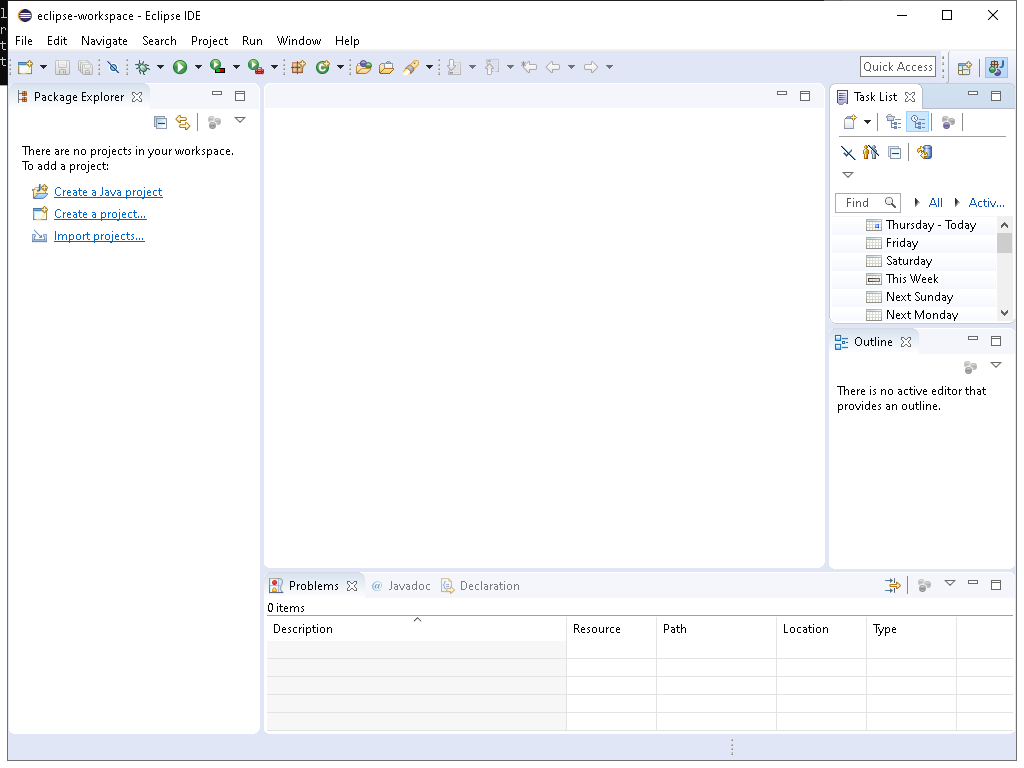 eclipse-workspace - Eclipse IDE
File Edit Navigate Search Project Run Window Help
Quick Access
Package Explorer
There are no projects in your workspace.
To add a project:
Create a Java project
Create a project...
Import projects...
Task List
Find All Activ...
Thursday - Today
Friday
Saturday
This Week
Next Sunday
Next Monday
Outline
There is no active editor that
provides an outline.
Problems @ Javadoc Declaration
0 items
Description Resource Path Location Type